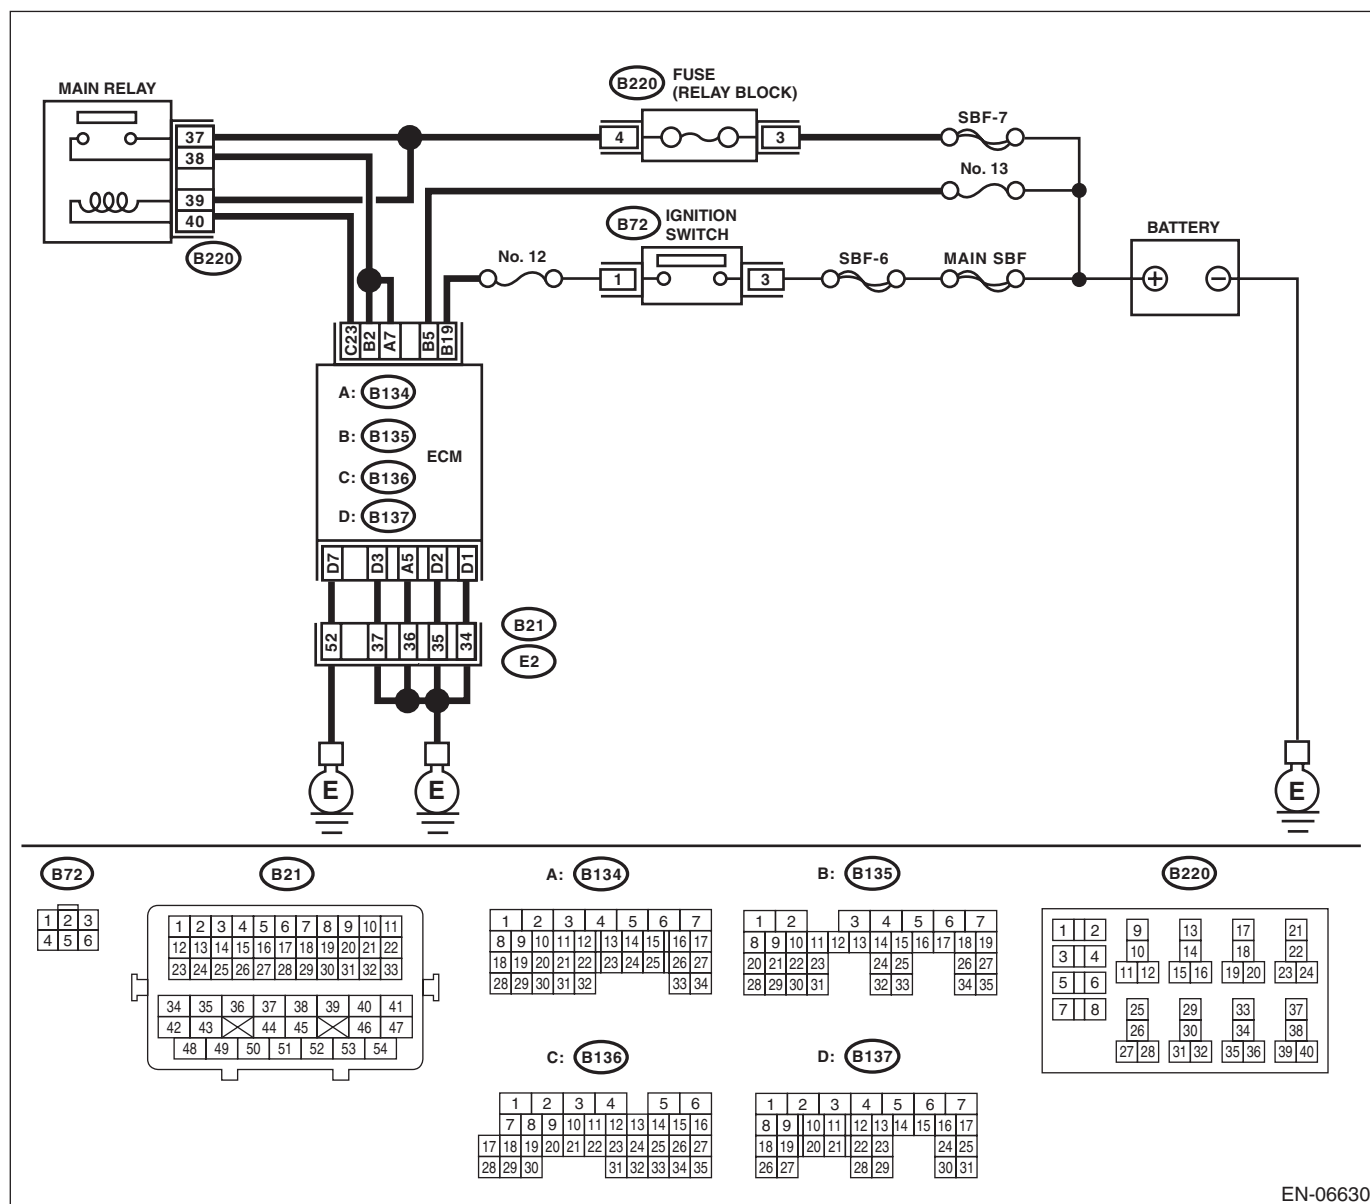 MAIN RELAY
37
38
39
40
B220
B220
FUSE
(RELAY BLOCK)
4
3
SBF-7
No. 13
B72
IGNITION
SWITCH
No. 12
1
3
SBF-6
MAIN SBF
BATTERY
+
−
C23 B2 A7 B5 B19
A: B134
B: B135
C: B136
D: B137
ECM
D7 D3 A5 D2 D1
52 37 36 35 34
B21
E2
E
E
E
B72
1 2 3
4 5 6
B21
1 2 3 4 5 6 7 8 9 10 11
12 13 14 15 16 17 18 19 20 21 22
23 24 25 26 27 28 29 30 31 32 33
34 35 36 37 38 39 40 41
42 43 44 45 46 47
48 49 50 51 52 53 54
A: B134
1 2 3 4 5 6 7
8 9 10 11 12 13 14 15 16 17
18 19 20 21 22 23 24 25 26 27
28 29 30 31 32 33 34
B: B135
1 2 3 4 5 6 7
8 9 10 11 12 13 14 15 16 17 18 19
20 21 22 23 24 25 26 27
28 29 30 31 32 33 34 35
C: B136
1 2 3 4 5 6
7 8 9 10 11 12 13 14 15 16
17 18 19 20 21 22 23 24 25 26 27
28 29 30 31 32 33 34 35
D: B137
1 2 3 4 5 6 7
8 9 10 11 12 13 14 15 16 17
18 19 20 21 22 23 24 25
26 27 28 29 30 31
B220
1 2 9 13 17 21
3 4 10 14 18 22
5 6 11 12 15 16 19 20 23 24
7 8 25 29 33 37
26 30 34 38
27 28 31 32 35 36 39 40
EN-06630